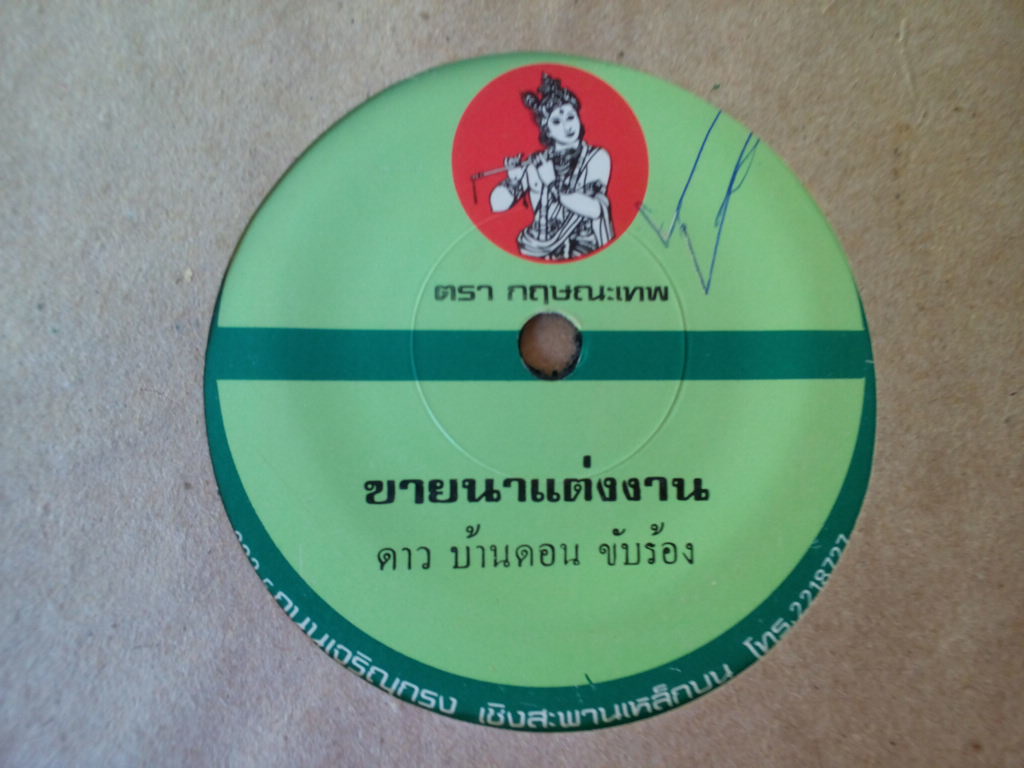 ตรา กฤษณะเทพ
ขายนาแต่งงาน
ดาว บ้านดอน ขับร้อง
ถนนเจริญกรุง เชิงสะพานเหล็กบน โทร.2218727